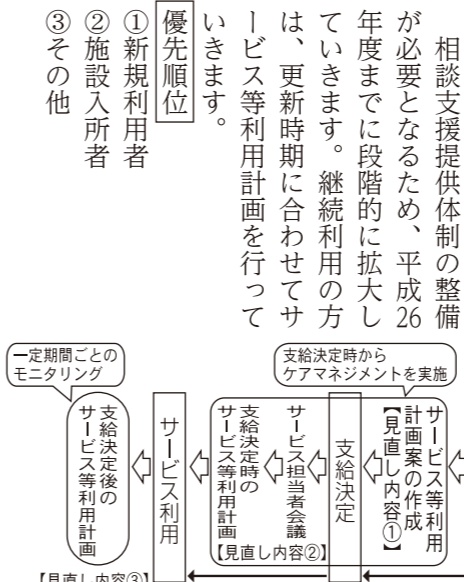 相談支援提供体制の整備
が必要となるため、平成26
年度までに段階的に拡大し
ていきます。継続利用の方
は、更新時期に合わせてサ
ービス等利用計画を行って
いきます。
優先順位
①新規利用者
②施設入所者
③その他
支給決定時から
ケアマネジメントを実施
サービス等利用
計画案の作成
【見直し内容①】
支給決定
サービス担当者会議
支給決定時の
サービス等利用計画
【見直し内容②】
サービス利用
一定期間ごとの
モニタリング
支給決定後の
サービス等利用計画
【見直し内容③】